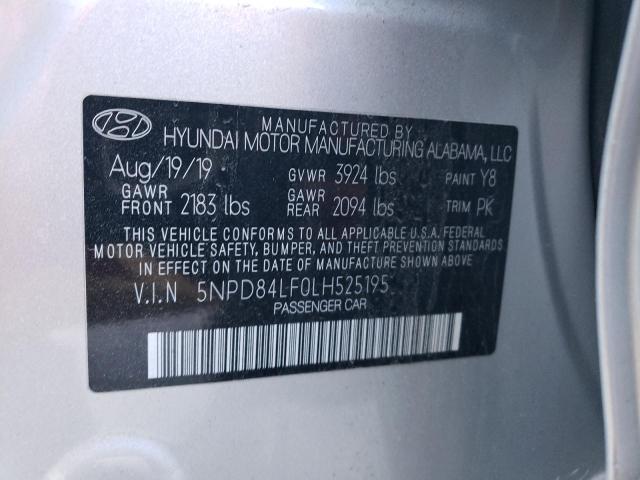 MANUFACTURED BY
HYUNDAI MOTOR MANUFACTURING ALABAMA, LLC
Aug/19/19 GVWR 3924 lbs PAINT Y8
GAWR FRONT 2183 lbs GAWR REAR 2094 lbs TRIM PK
THIS VEHICLE CONFORMS TO ALL APPLICABLE U.S.A. FEDERAL
MOTOR VEHICLE SAFETY, BUMPER, AND THEFT PREVENTION STANDARDS
IN EFFECT ON THE DATE OF MANUFACTURE SHOWN ABOVE.
V.I.N 5NPD84LF0LH525195
PASSENGER CAR